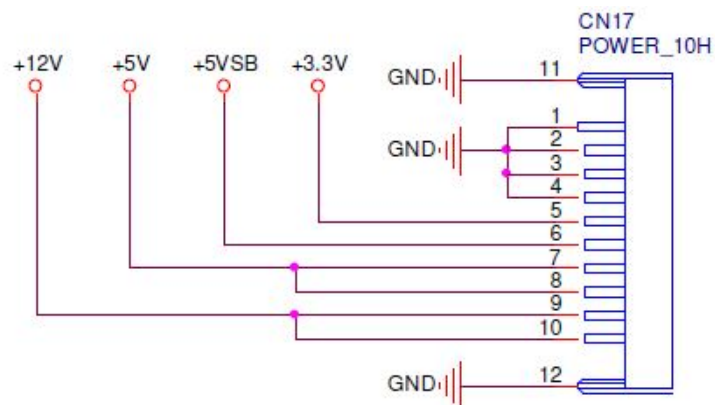 CN17
POWER_10H
+12V
+5V
+5VSB
+3.3V
GND
11
GND
1
2
3
4
5
6
7
8
9
10
GND
12